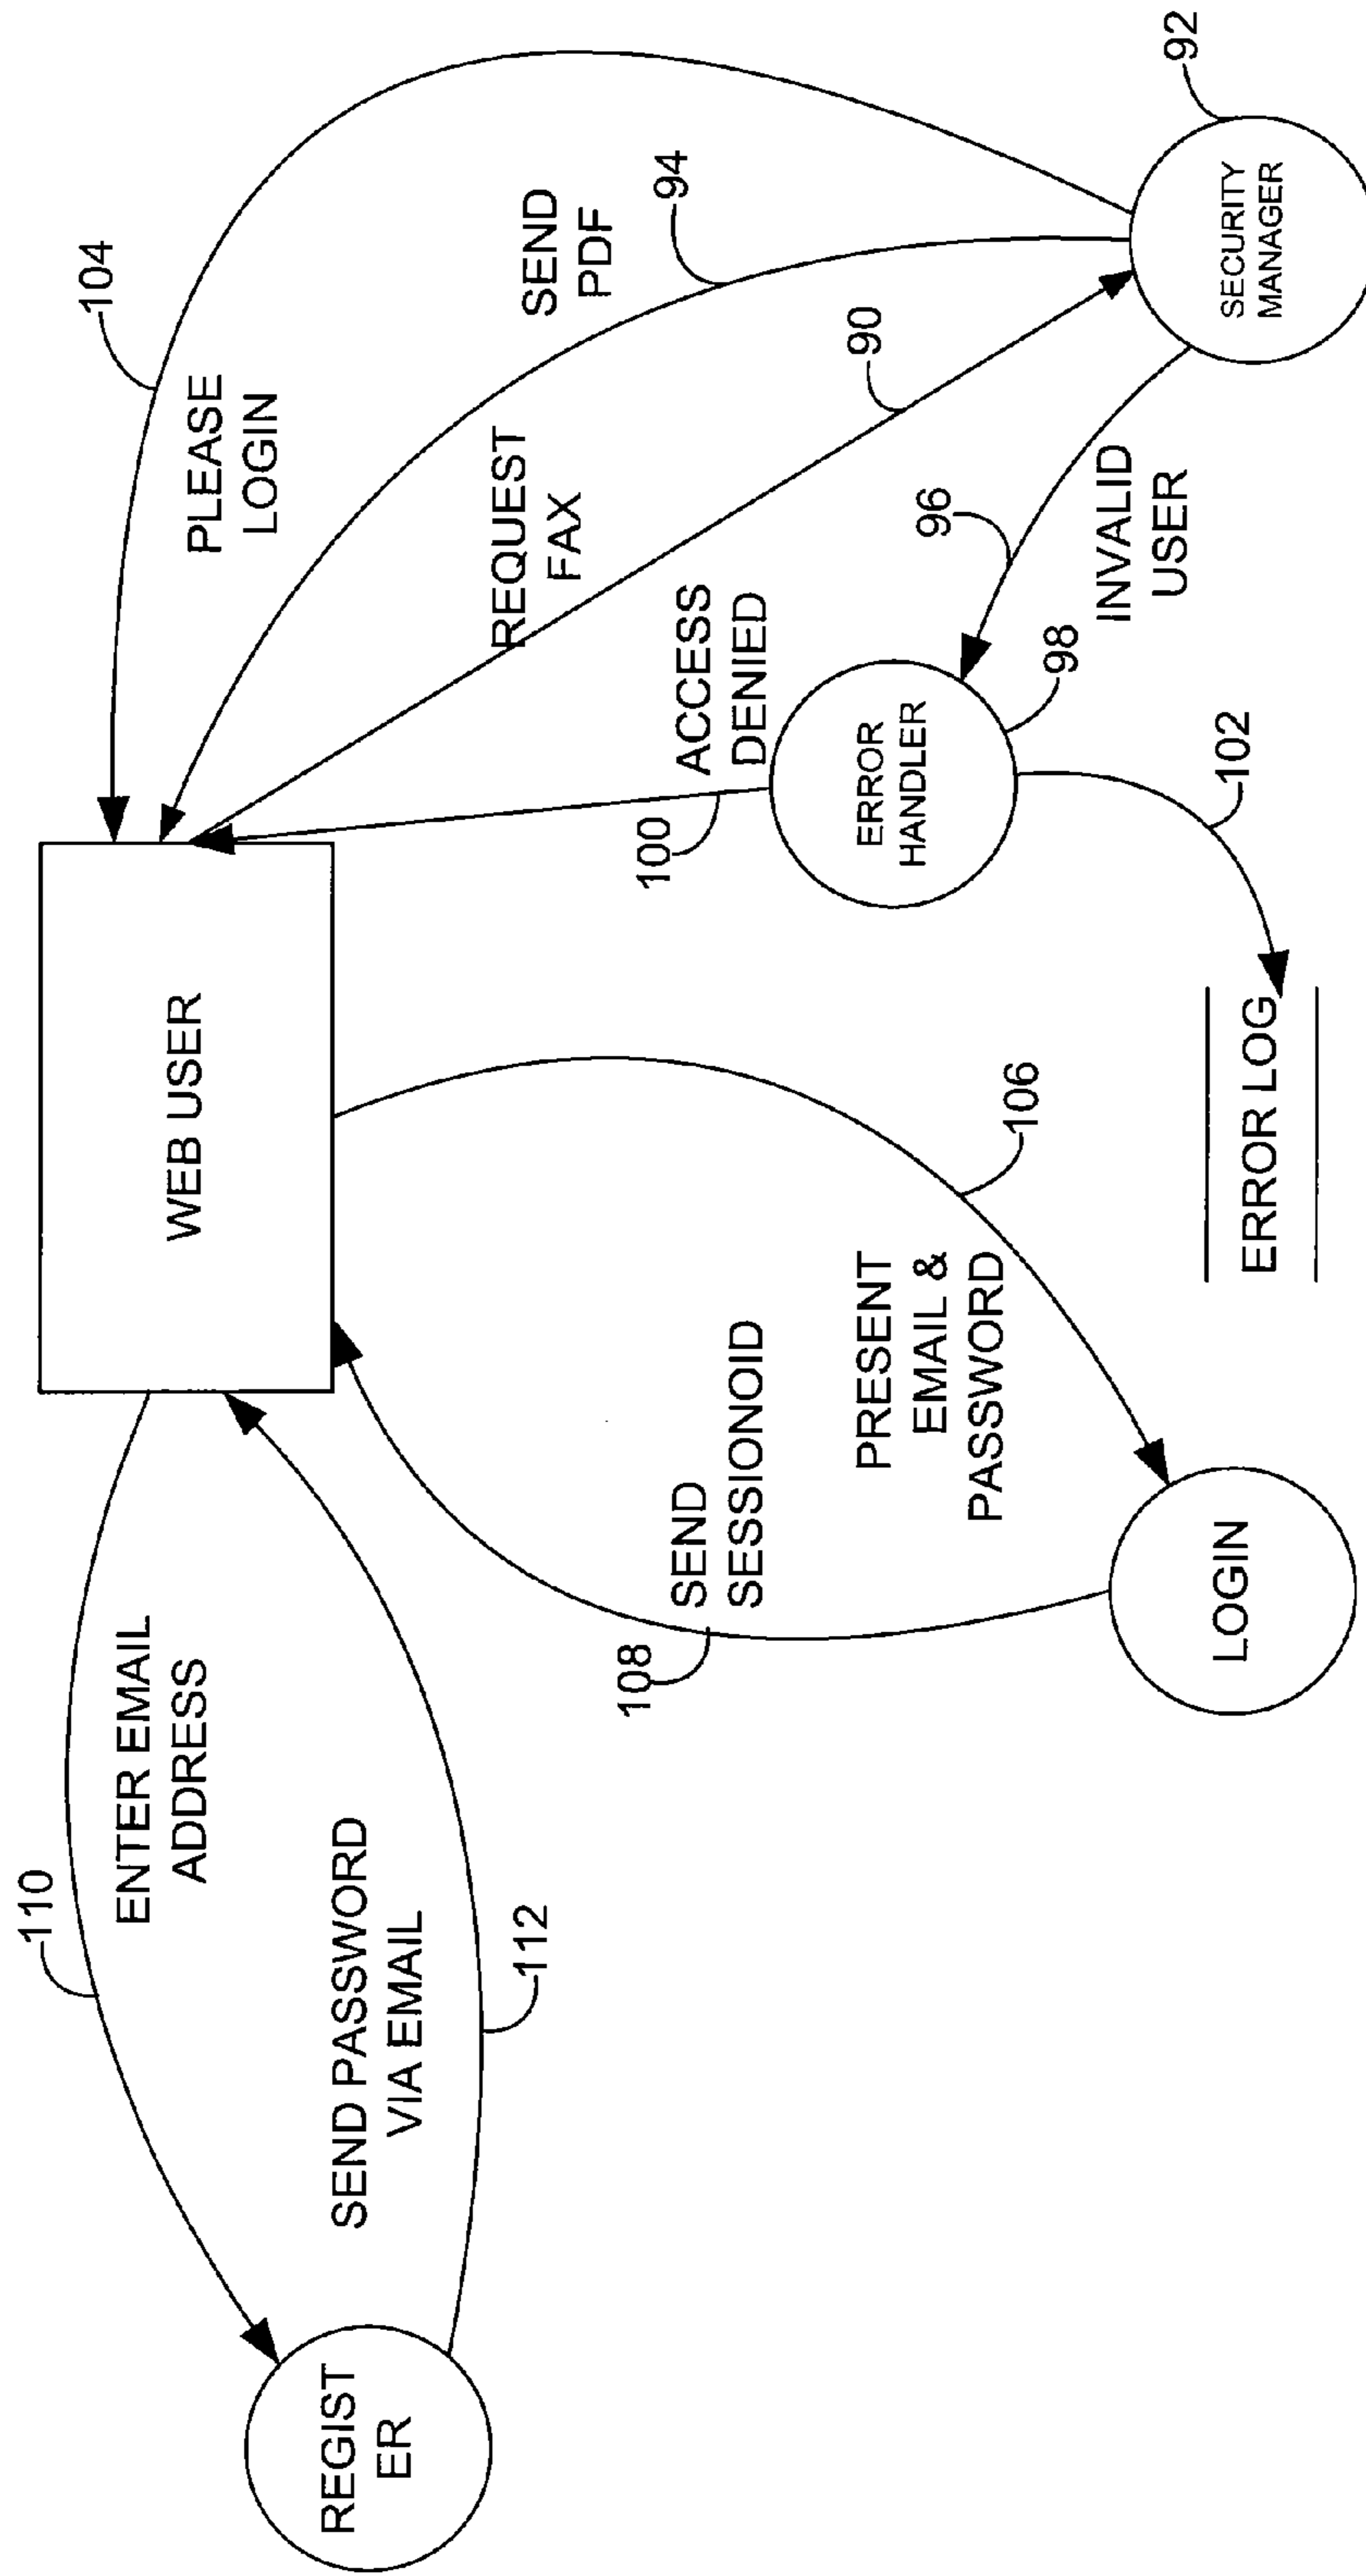 104
PLEASE
LOGIN
SEND
PDF
94
REQUEST
FAX
90
92
SECURITY
MANAGER
ACCESS
DENIED
100
96
INVALID
USER
ERROR
HANDLER
98
102
ERROR LOG
WEB USER
110
ENTER EMAIL
ADDRESS
SEND PASSWORD
VIA EMAIL
112
REGIST
ER
108
SEND
SESSIONOID
PRESENT
EMAIL &
PASSWORD
106
LOGIN